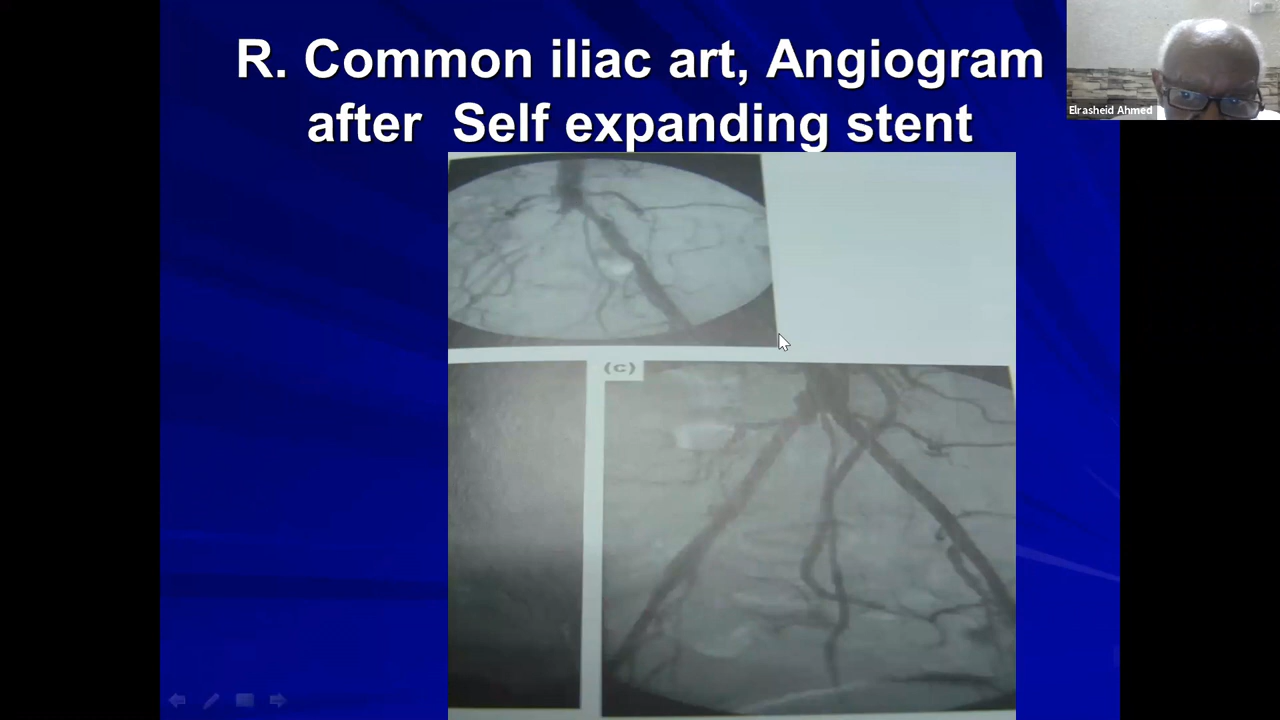 R. Common iliac art, Angiogram
after Self expanding stent
Elrasheid Ahmed
(c)